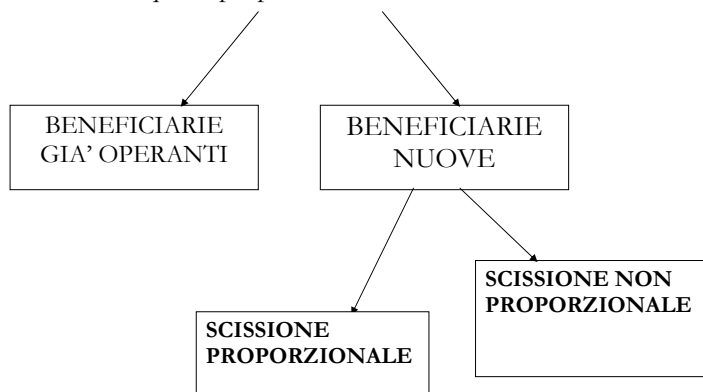 BENEFICIARIE
GIA’ OPERANTI
BENEFICIARIE
NUOVE
SCISSIONE NON
PROPORZIONALE
SCISSIONE
PROPORZIONALE